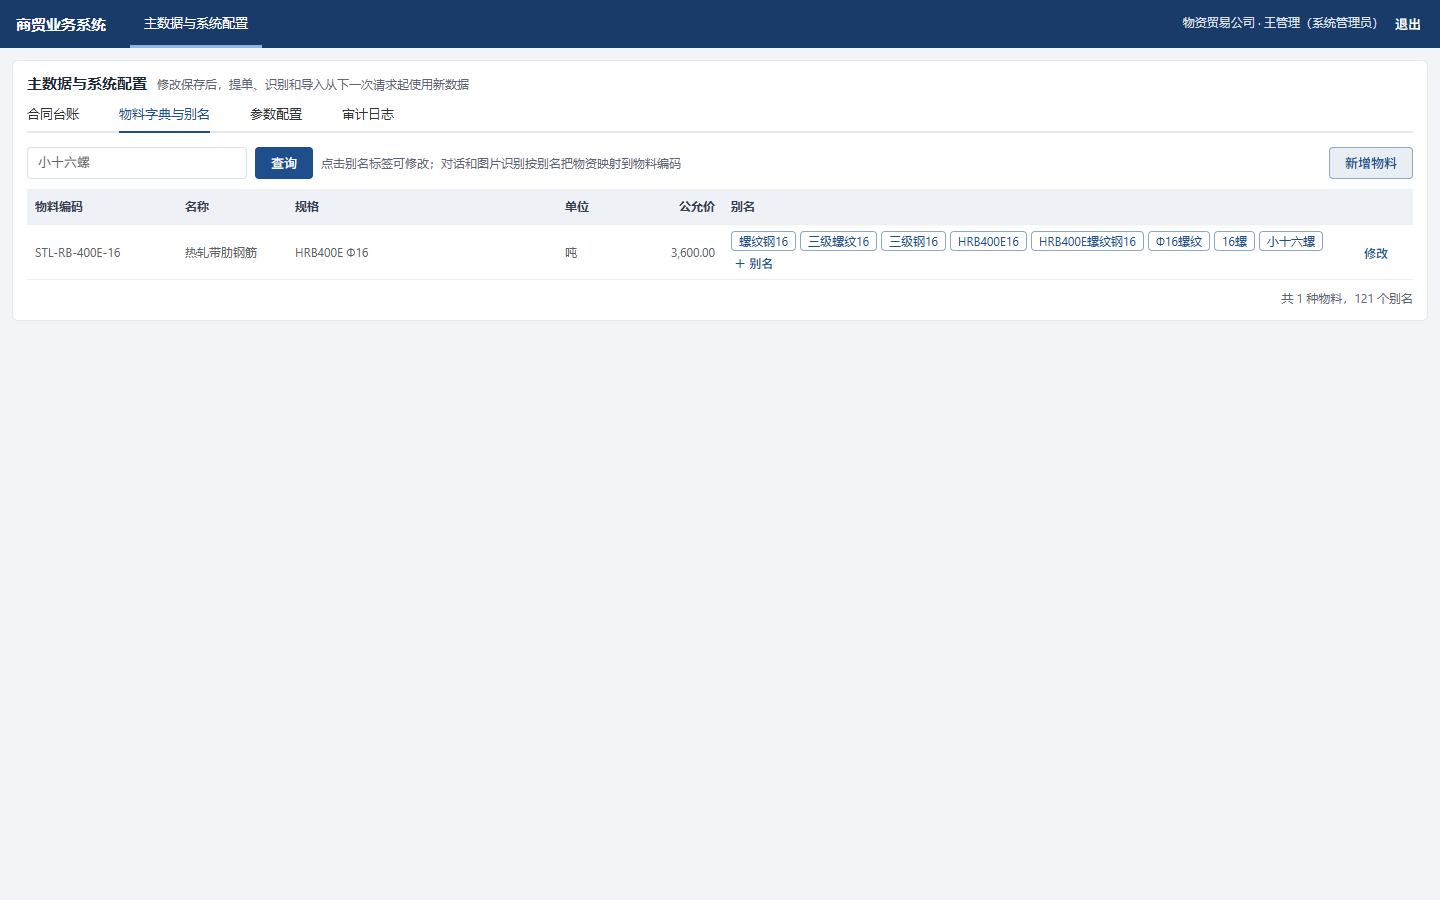 商贸业务系统 主数据与系统配置 物资贸易公司 · 王管理（系统管理员） 退出
主数据与系统配置 修改保存后，提单、识别和导入从下一次请求起使用新数据
合同台账 物料字典与别名 参数配置 审计日志
小十六螺 查询 点击别名标签可修改；对话和图片识别按别名把物资映射到物料编码 新增物料
物料编码 名称 规格 单位 公允价 别名
STL-RB-400E-16 热轧带肋钢筋 HRB400E Φ16 吨 3,600.00 螺纹钢16 三级螺纹16 三级钢16 HRB400E16 HRB400E螺纹钢16 Φ16螺纹 16螺 小十六螺 修改
＋ 别名
共 1 种物料，121 个别名